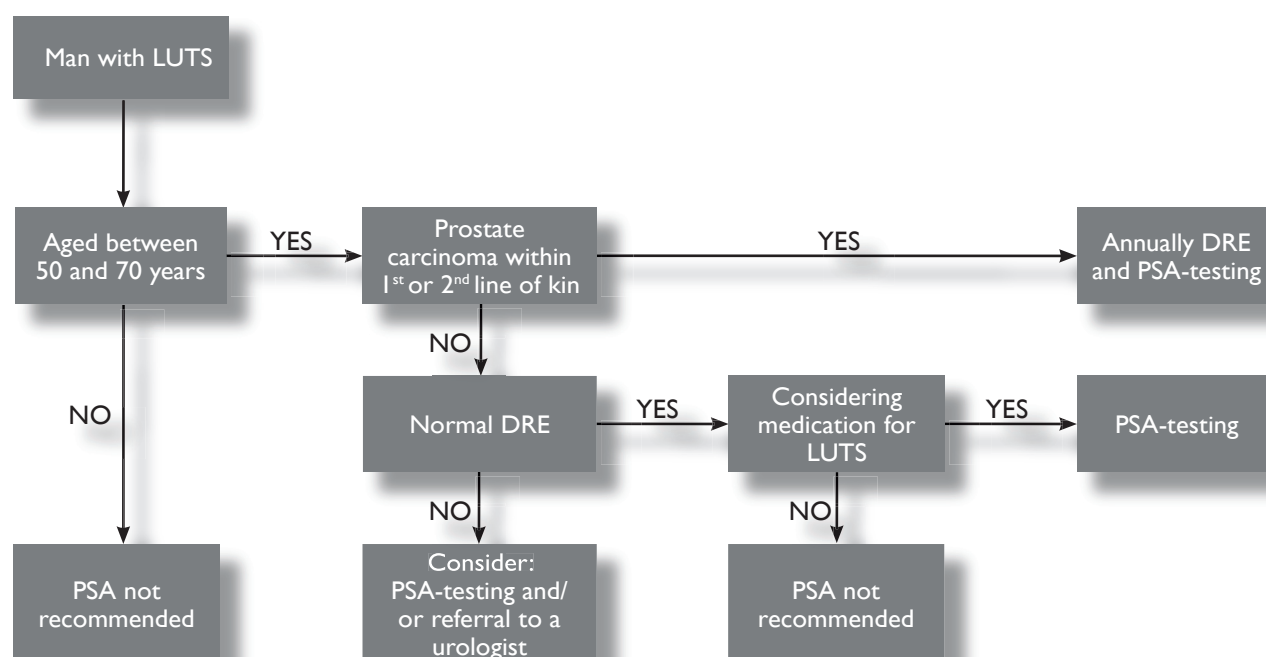 Man with LUTS
Aged between
50 and 70 years
YES
Prostate
carcinoma within
1st or 2nd line of kin
YES
Annually DRE
and PSA-testing
NO
NO
Normal DRE
YES
Considering
medication for
LUTS
YES
PSA-testing
NO
NO
PSA not
recommended
Consider:
PSA-testing and/
or referral to a
urologist
PSA not
recommended